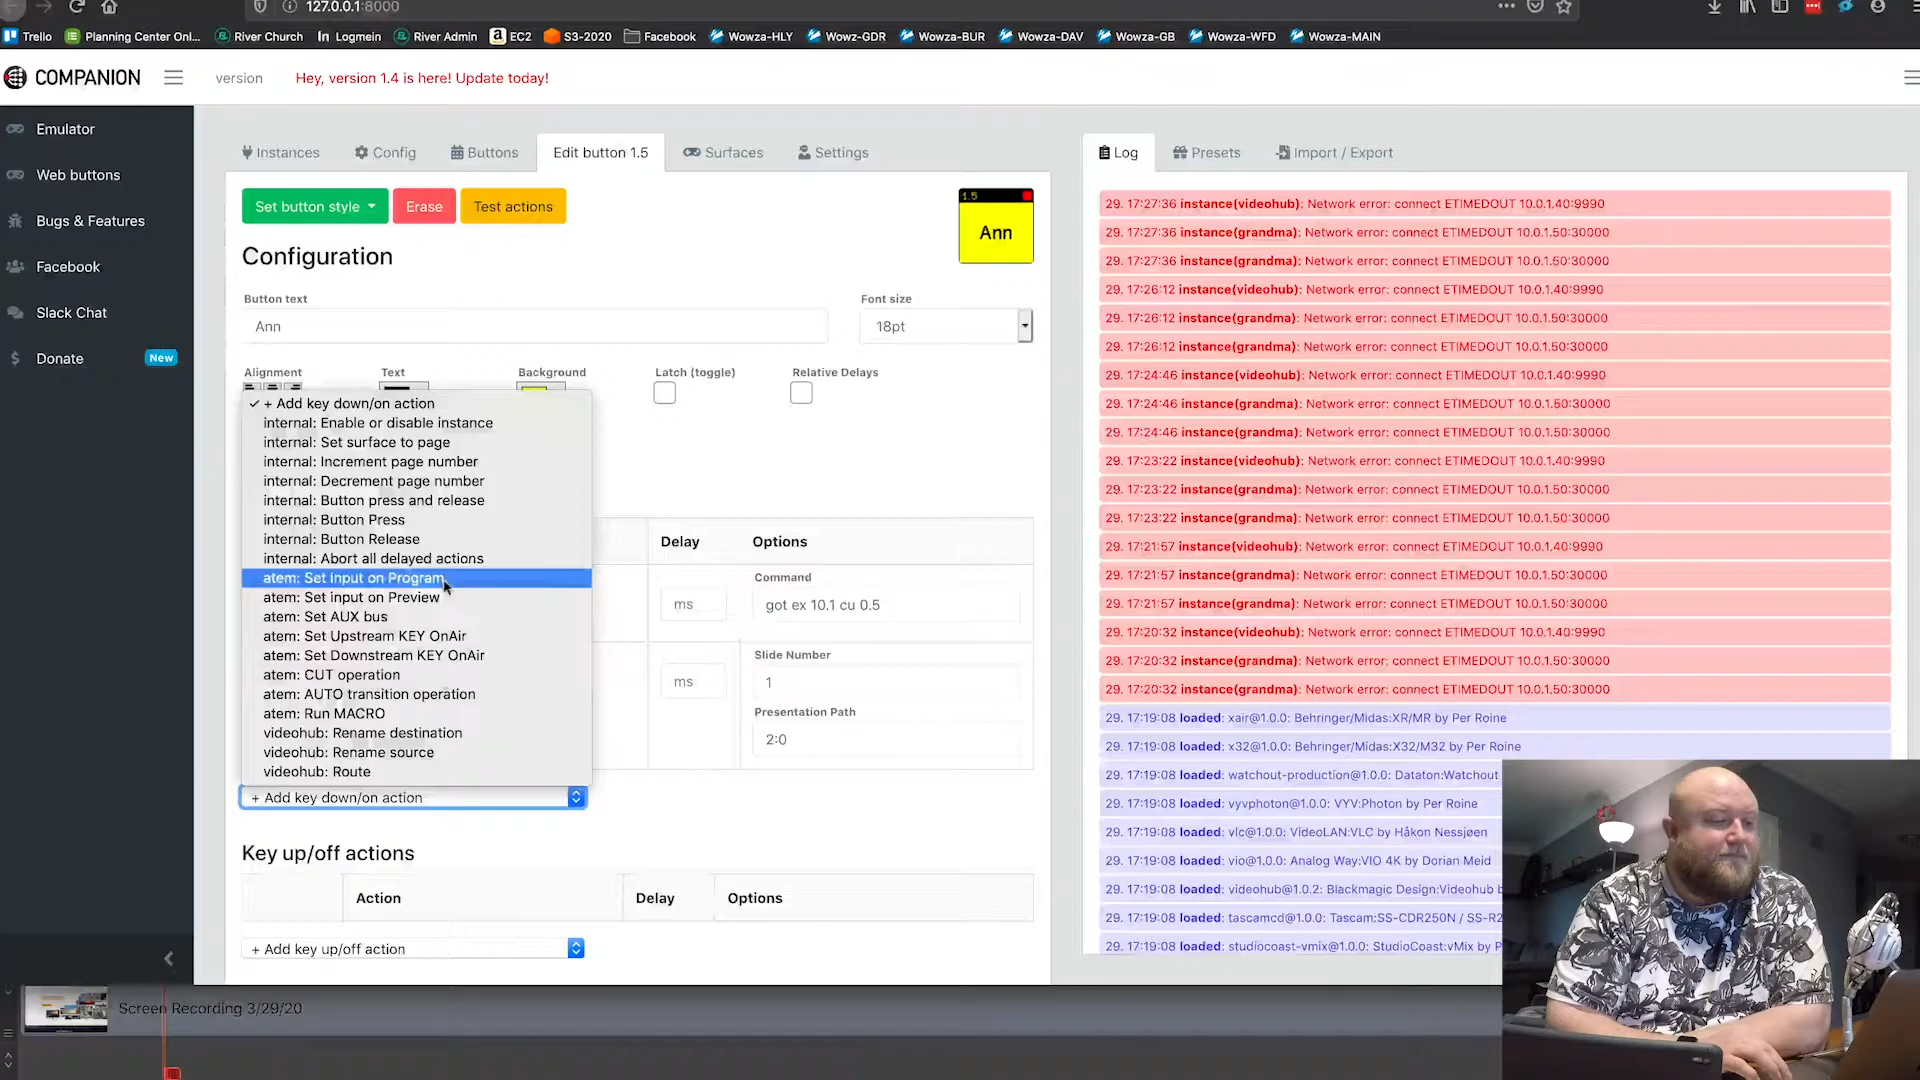 127.0.0.1:8000
Trello
Planning Center Onl...
River Church
Logmein
River Admin
EC2
S3-2020
Facebook
Wowza-HLY
Wowz-GDR
Wowza-BUR
Wowza-DAV
Wowza-GB
Wowza-WFD
Wowza-MAIN
COMPANION
version
Hey, version 1.4 is here! Update today!
Emulator
Web buttons
Bugs & Features
Facebook
Slack Chat
Donate
New
Instances
Config
Buttons
Edit button 1.5
Surfaces
Settings
Set button style
Erase
Test actions
1.5
Ann
Configuration
Button text
Font size
Ann
18pt
Alignment
Text
Background
Latch (toggle)
Relative Delays
+ Add key down/on action
internal: Enable or disable instance
internal: Set surface to page
internal: Increment page number
internal: Decrement page number
internal: Button press and release
internal: Button Press
internal: Button Release
internal: Abort all delayed actions
atem: Set input on Program
atem: Set input on Preview
atem: Set AUX bus
atem: Set Upstream KEY OnAir
atem: Set Downstream KEY OnAir
atem: CUT operation
atem: AUTO transition operation
atem: Run MACRO
videohub: Rename destination
videohub: Rename source
videohub: Route
+ Add key down/on action
Delay
Options
Command
ms
got ex 10.1 cu 0.5
Slide Number
ms
1
Presentation Path
2:0
Key up/off actions
Action
Delay
Options
+ Add key up/off action
Log
Presets
Import / Export
29. 17:27:36 instance(videohub): Network error: connect ETIMEDOUT 10.0.1.40:9990
29. 17:27:36 instance(grandma): Network error: connect ETIMEDOUT 10.0.1.50:30000
29. 17:27:36 instance(grandma): Network error: connect ETIMEDOUT 10.0.1.50:30000
29. 17:26:12 instance(videohub): Network error: connect ETIMEDOUT 10.0.1.40:9990
29. 17:26:12 instance(grandma): Network error: connect ETIMEDOUT 10.0.1.50:30000
29. 17:26:12 instance(grandma): Network error: connect ETIMEDOUT 10.0.1.50:30000
29. 17:24:46 instance(videohub): Network error: connect ETIMEDOUT 10.0.1.40:9990
29. 17:24:46 instance(grandma): Network error: connect ETIMEDOUT 10.0.1.50:30000
29. 17:24:46 instance(grandma): Network error: connect ETIMEDOUT 10.0.1.50:30000
29. 17:23:22 instance(videohub): Network error: connect ETIMEDOUT 10.0.1.40:9990
29. 17:23:22 instance(grandma): Network error: connect ETIMEDOUT 10.0.1.50:30000
29. 17:23:22 instance(grandma): Network error: connect ETIMEDOUT 10.0.1.50:30000
29. 17:21:57 instance(videohub): Network error: connect ETIMEDOUT 10.0.1.40:9990
29. 17:21:57 instance(grandma): Network error: connect ETIMEDOUT 10.0.1.50:30000
29. 17:21:57 instance(grandma): Network error: connect ETIMEDOUT 10.0.1.50:30000
29. 17:20:32 instance(videohub): Network error: connect ETIMEDOUT 10.0.1.40:9990
29. 17:20:32 instance(grandma): Network error: connect ETIMEDOUT 10.0.1.50:30000
29. 17:20:32 instance(grandma): Network error: connect ETIMEDOUT 10.0.1.50:30000
29. 17:19:08 loaded: xair@1.0.0: Behringer/Midas:XR/MR by Per Roine
29. 17:19:08 loaded: x32@1.0.0: Behringer/Midas:X32/M32 by Per Roine
29. 17:19:08 loaded: watchout-production@1.0.0: Dataton:Watchout
29. 17:19:08 loaded: vyvphoton@1.0.0: VYV:Photon by Per Roine
29. 17:19:08 loaded: vlc@1.0.0: VideoLAN:VLC by Håkon Nessjøen
29. 17:19:08 loaded: vio@1.0.0: Analog Way:VIO 4K by Dorian Meid
29. 17:19:08 loaded: videohub@1.0.2: Blackmagic Design:Videohub b
29. 17:19:08 loaded: tascamcd@1.0.0: Tascam:SS-CDR250N / SS-R2
29. 17:19:08 loaded: studiocoast-vmix@1.0.0: StudioCoast:vMix by P
Screen Recording 3/29/20